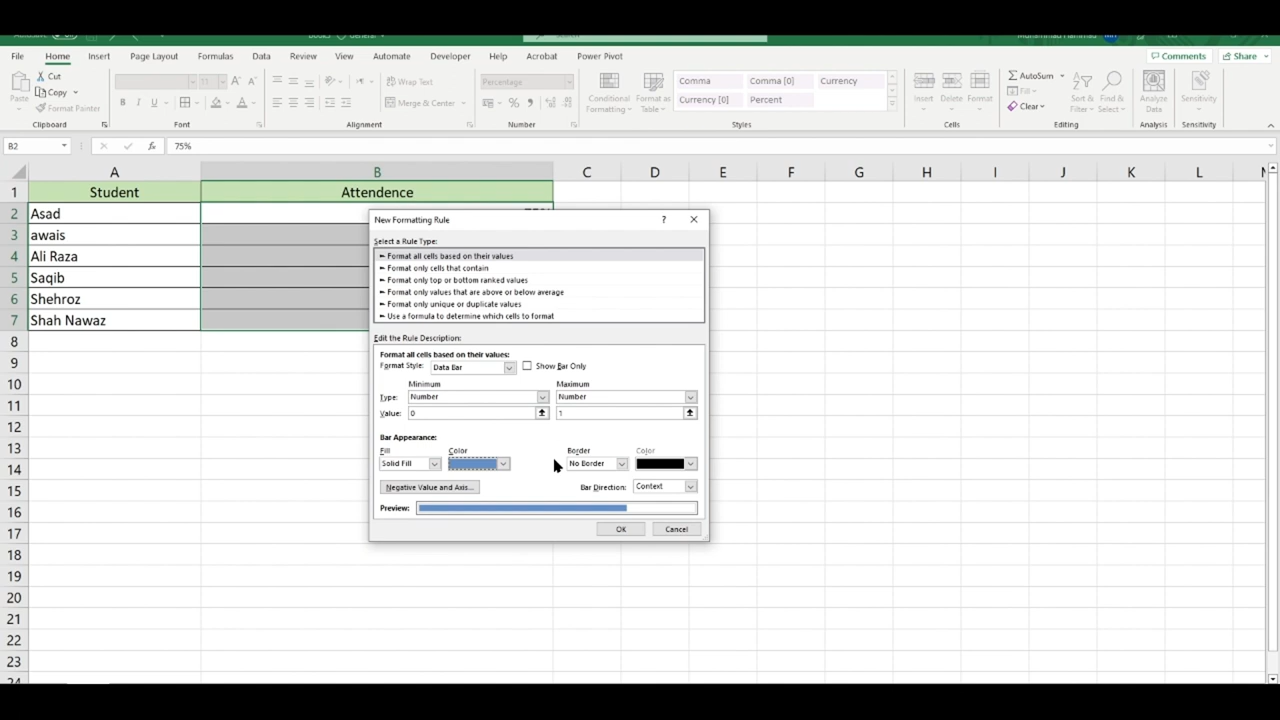 Home Insert Page Layout Formulas Data Review View Automate Developer Help Acrobat Power Pivot Comments Share
Cut
Copy
Format Painter
Paste
Clipboard
11
B I U
Font
Wrap Text
Merge & Center
Alignment
Percentage
%
Number
Conditional Formatting
Format as Table
Comma Comma [0] Currency
Currency [0] Percent
Styles
Insert Delete Format
Cells
AutoSum
Fill
Clear
Sort & Filter
Find & Select
Editing
Analyze Data
Analysis
Sensitivity
Sensitivity
B2 fx 75%
A B C D E F G H I J K L
1 Student Attendence
2 Asad
3 awais
4 Ali Raza
5 Saqib
6 Shehroz
7 Shah Nawaz
8
9
10
11
12
13
14
15
16
17
18
19
20
21
22
23
24
New Formatting Rule ? ✕
Select a Rule Type:
► Format all cells based on their values
► Format only cells that contain
► Format only top or bottom ranked values
► Format only values that are above or below average
► Format only unique or duplicate values
► Use a formula to determine which cells to format
Edit the Rule Description:
Format all cells based on their values:
Format Style: Data Bar Show Bar Only
Minimum Maximum
Type: Number Number
Value: 0 1
Bar Appearance:
Fill Color Border Color
Solid Fill No Border
Negative Value and Axis... Bar Direction: Context
Preview:
OK Cancel